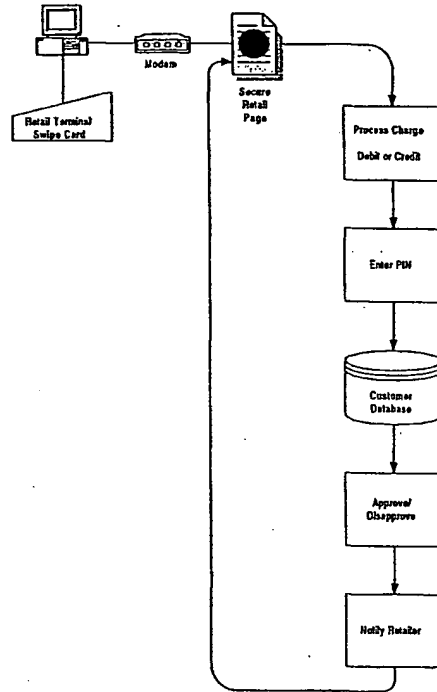 Modem
Retail Terminal
Swipe Card
Secure
Retail
Page
Process Charge
Debit or Credit
Enter PIN
Customer
Database
Approve/
Disapprove
Notify Retailer